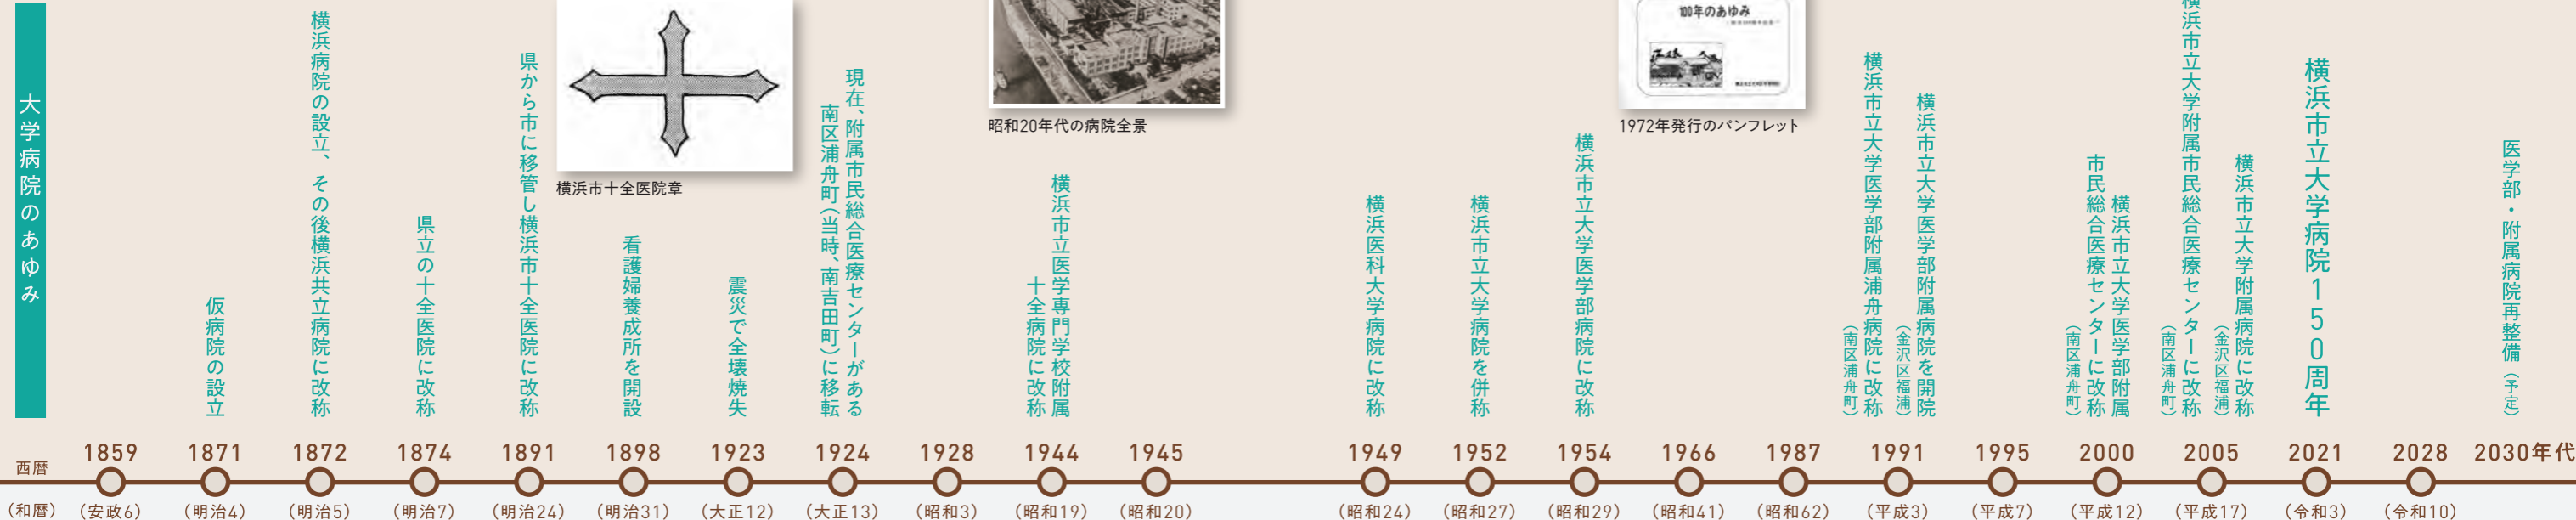 大学病院のあゆみ
仮病院の設立
横浜病院の設立、その後横浜共立病院に改称
県立の十全医院に改称
県から市に移管し横浜市十全医院に改称
横浜市十全医院章
看護婦養成所を開設
震災で全壊焼失
現在、附属市民総合医療センターがある
南区浦舟町(当時、南吉田町)に移転
昭和20年代の病院全景
横浜市立医学専門学校附属
十全病院に改称
横浜医科大学病院に改称
横浜市立大学病院を併称
横浜市立大学医学部病院に改称
100年のあゆみ
1972年発行のパンフレット
横浜市立大学医学部附属浦舟病院に改称
(南区浦舟町)
横浜市立大学医学部附属病院を開院
(金沢区福浦)
横浜市立大学医学部附属
市民総合医療センターに改称
(南区浦舟町)
横浜市立大学附属市民総合医療センターに改称
(南区浦舟町)
横浜市立大学附属病院に改称
(金沢区福浦)
横浜市立大学病院150周年
医学部・附属病院再整備(予定)
西暦 1859 1871 1872 1874 1891 1898 1923 1924 1928 1944 1945 1949 1952 1954 1966 1987 1991 1995 2000 2005 2021 2028 2030年代
(和暦) (安政6) (明治4) (明治5) (明治7) (明治24) (明治31) (大正12) (大正13) (昭和3) (昭和19) (昭和20) (昭和24) (昭和27) (昭和29) (昭和41) (昭和62) (平成3) (平成7) (平成12) (平成17) (令和3) (令和10)